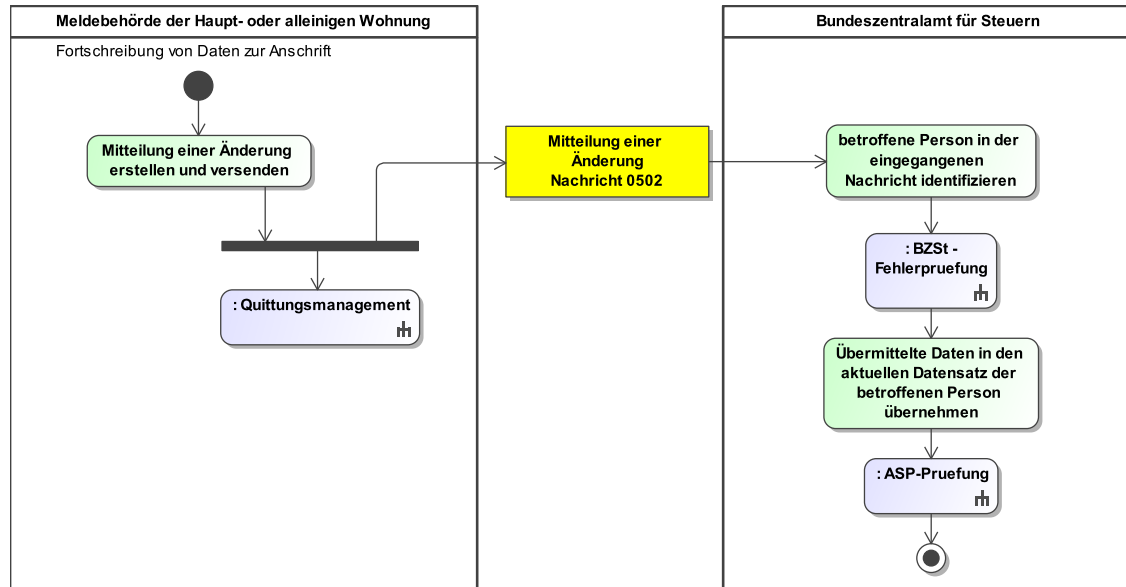 Meldebehörde der Haupt- oder alleinigen Wohnung
Fortschreibung von Daten zur Anschrift
Mitteilung einer Änderung
erstellen und versenden
: Quittungsmanagement
Mitteilung einer
Änderung
Nachricht 0502
Bundeszentralamt für Steuern
betroffene Person in der
eingegangenen
Nachricht identifizieren
: BZSt -
Fehlerpruefung
Übermittelte Daten in den
aktuellen Datensatz der
betroffenen Person
übernehmen
: ASP-Pruefung